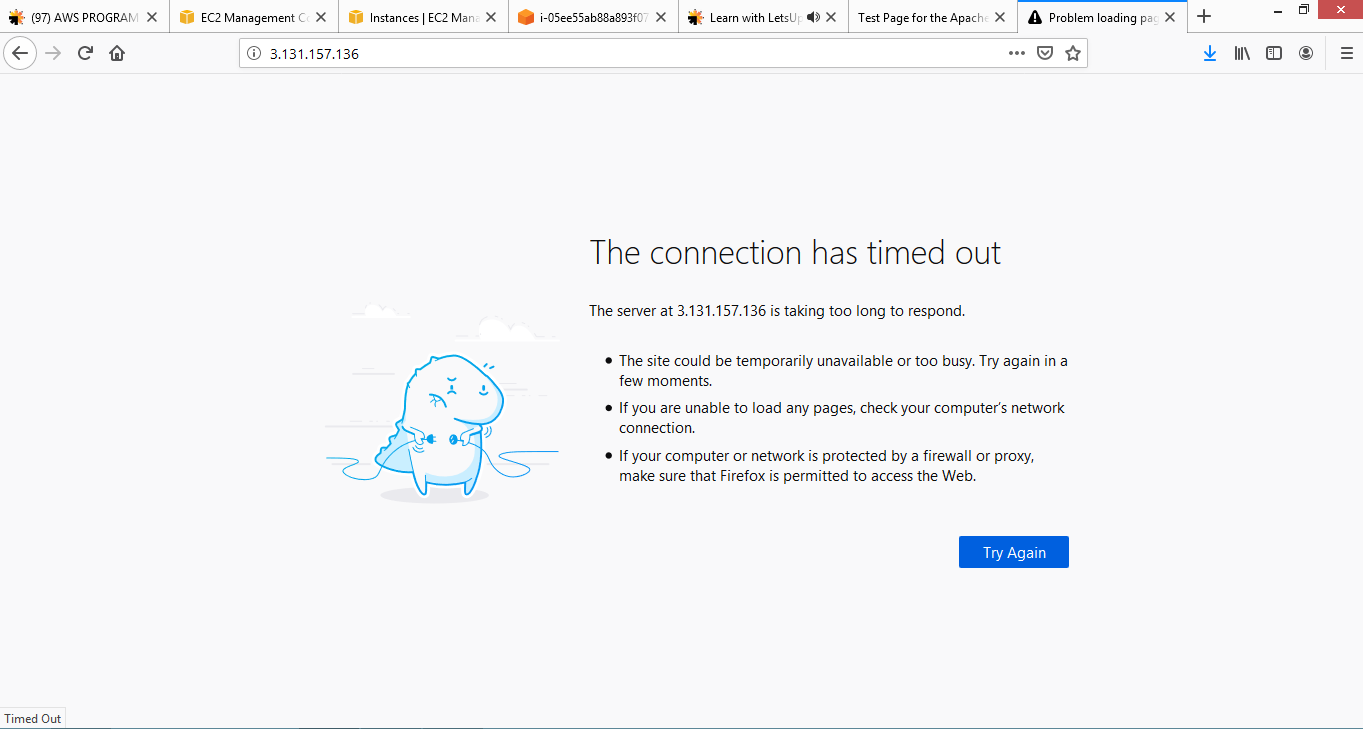 (97) AWS PROGRAM
EC2 Management Co
Instances | EC2 Mana
i-05ee55ab88a893f07
Learn with LetsUp
Test Page for the Apache
Problem loading pag
3.131.157.136
The connection has timed out
The server at 3.131.157.136 is taking too long to respond.
The site could be temporarily unavailable or too busy. Try again in a
few moments.
If you are unable to load any pages, check your computer’s network
connection.
If your computer or network is protected by a firewall or proxy,
make sure that Firefox is permitted to access the Web.
Try Again
Timed Out